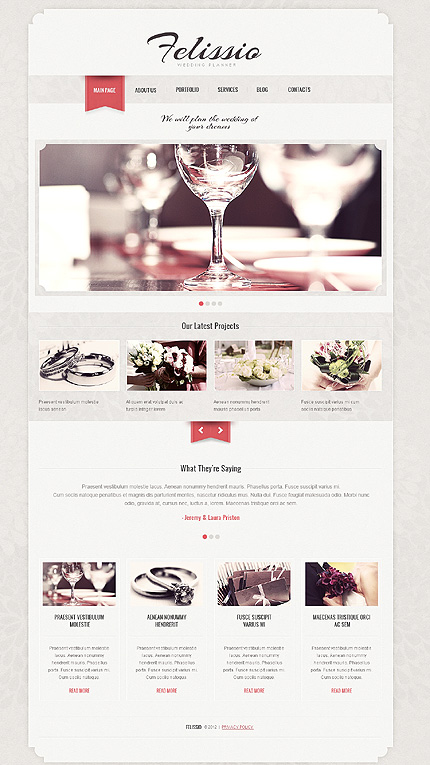 Felissio
WEDDING PLANNER
MAIN PAGE
ABOUT US
PORTFOLIO
SERVICES
BLOG
CONTACTS
We will plan the wedding of
your dreams
Our Latest Projects
Praesent vestibulum molestie
lacus aenean
Aliquam erat volutpat duis ac
turpis integer lorem
Aenean nonummy hendrerit
mauris phasellus porta
Fusce suscipit varius mi cum
sociis natoque penatibus
What They're Saying
Praesent vestibulum molestie lacus. Aenean nonummy hendrerit mauris. Phasellus porta. Fusce suscipit varius mi.
Cum sociis natoque penatibus et magnis dis parturient montes, nascetur ridiculus mus. Nulla dui. Fusce feugiat malesuada odio. Morbi nunc
odio, gravida at, cursus nec, luctus a, lorem. Maecenas tristique orci ac sem.
- Jeremy & Laura Priston
PRAESENT VESTIBULUM
MOLESTIE
AENEAN NONUMMY
HENDRERIT
FUSCE SUSCIPIT
VARIUS MI
MAECENAS TRISTIQUE ORCI
AC SEM
Praesent vestibulum molestie
lacus. Aenean nonummy
hendrerit mauris. Phasellus
porta. Fusce suscipit varius mi.
Cum sociis natoque.
Praesent vestibulum molestie
lacus. Aenean nonummy
hendrerit mauris. Phasellus
porta. Fusce suscipit varius mi.
Cum sociis natoque.
Praesent vestibulum molestie
lacus. Aenean nonummy
hendrerit mauris. Phasellus
porta. Fusce suscipit varius mi.
Cum sociis natoque.
Praesent vestibulum molestie
lacus. Aenean nonummy
hendrerit mauris. Phasellus
porta. Fusce suscipit varius mi.
Cum sociis natoque.
READ MORE
READ MORE
READ MORE
READ MORE
FELISSIO © 2012 | PRIVACY POLICY